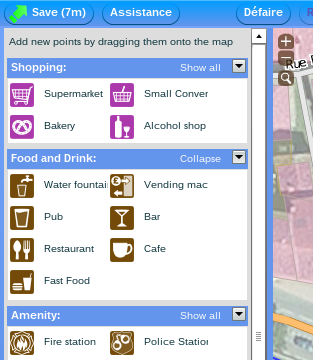 Save (7m) Assistance Défaire
Add new points by dragging them onto the map
Shopping: Show all
Supermarket Small Conver
Bakery Alcohol shop
Food and Drink: Collapse
Water fountai Vending mac
Pub Bar
Restaurant Cafe
Fast Food
Amenity: Show all
Fire station Police Station
Rue